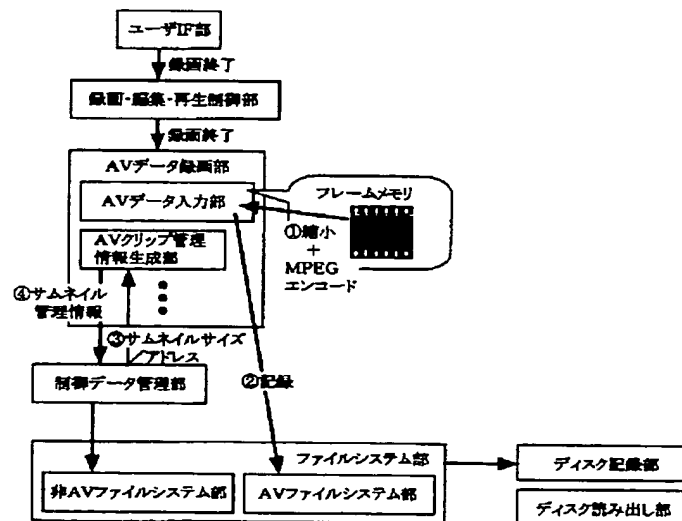 ユーザIF部
録画終了
録画・編集・再生制御部
録画終了
AVデータ録画部
AVデータ入力部
フレームメモリ
①縮小
+
MPEG
エンコード
AVクリップ管理
情報生成部
④サムネイル
管理情報
③サムネイルサイズ
/アドレス
制御データ管理部
②記録
ファイルシステム部
非AVファイルシステム部
AVファイルシステム部
ディスク記録部
ディスク読み出し部